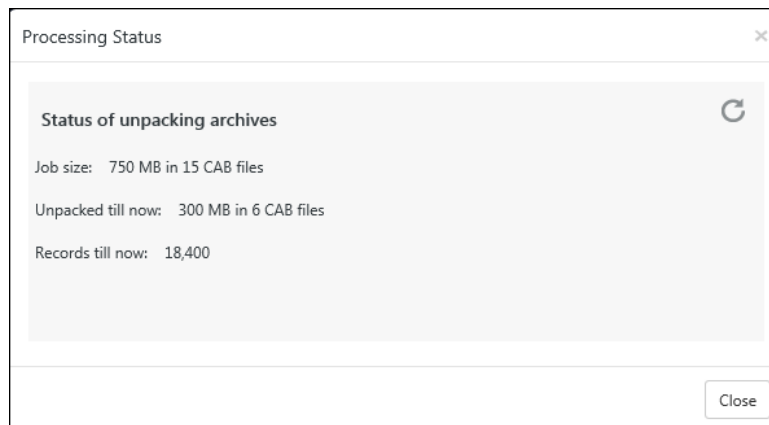 Processing Status
Status of unpacking archives
Job size: 750 MB in 15 CAB files
Unpacked till now: 300 MB in 6 CAB files
Records till now: 18,400
Close